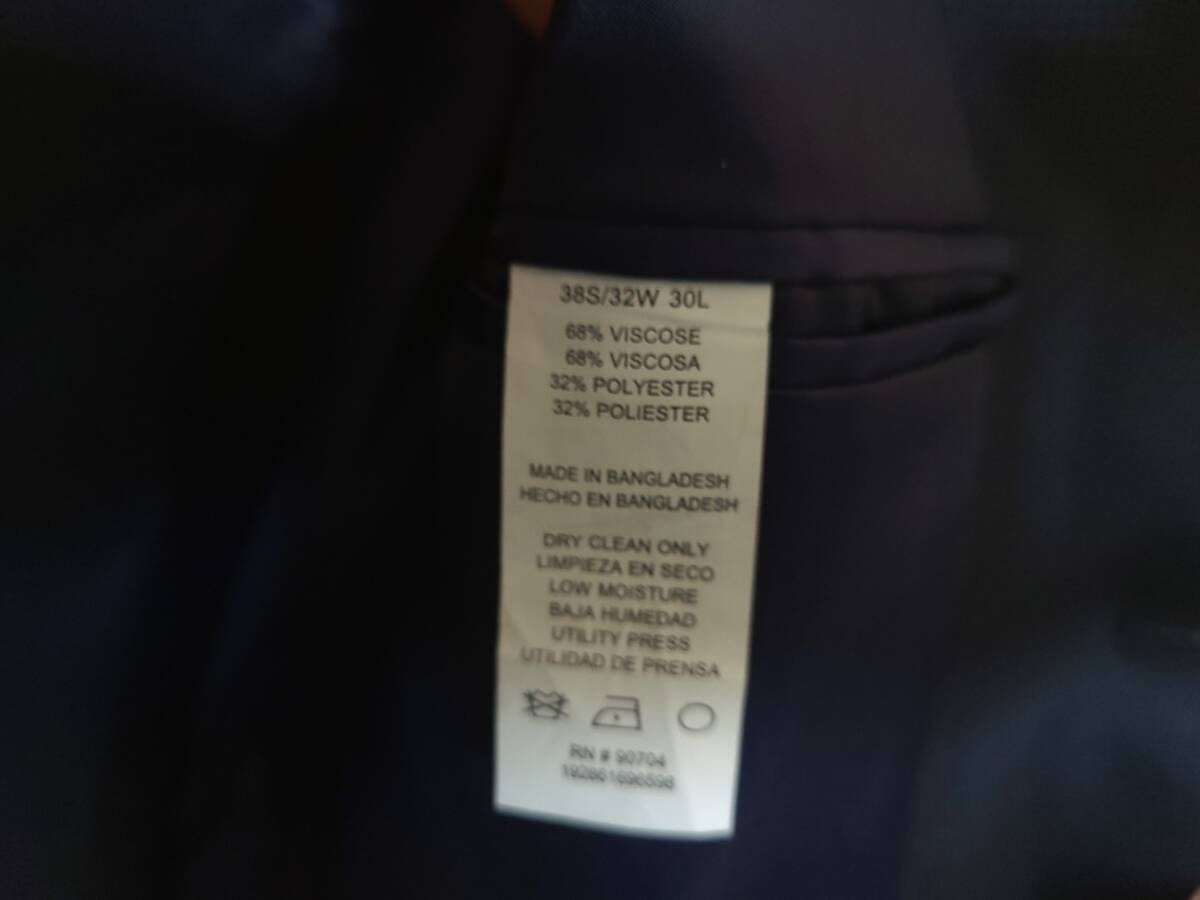 38S/32W 30L
68% VISCOSE
68% VISCOSA
32% POLYESTER
32% POLIESTER
MADE IN BANGLADESH
HECHO EN BANGLADESH
DRY CLEAN ONLY
LIMPIEZA EN SECO
LOW MOISTURE
BAJA HUMEDAD
UTILITY PRESS
UTILIDAD DE PRENSA
RN # 90704
192861696598